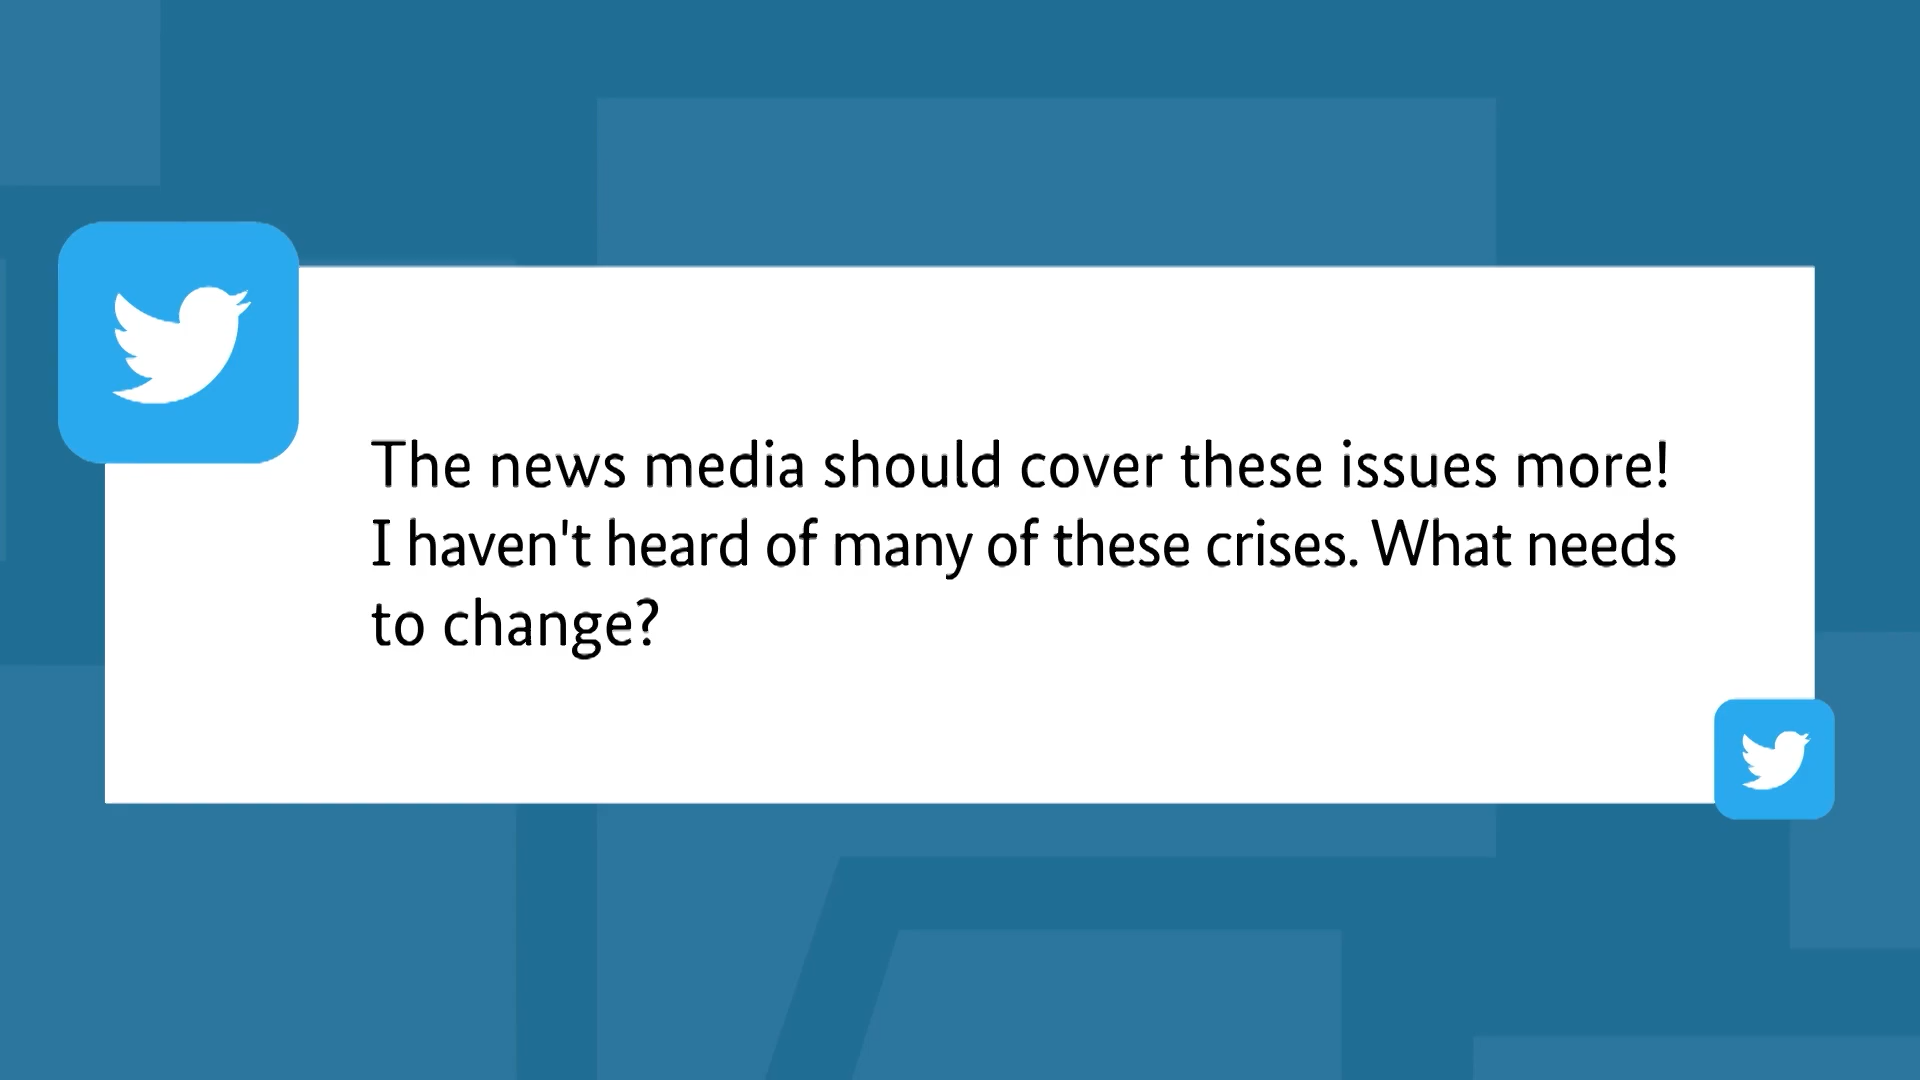 The news media should cover these issues more!
I haven't heard of many of these crises. What needs
to change?